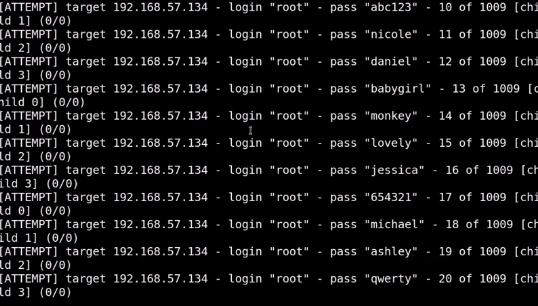 [ATTEMPT] target 192.168.57.134 - login "root" - pass "abc123" - 10 of 1009 [chi
ld 1] (0/0)
[ATTEMPT] target 192.168.57.134 - login "root" - pass "nicole" - 11 of 1009 [chi
ld 2] (0/0)
[ATTEMPT] target 192.168.57.134 - login "root" - pass "daniel" - 12 of 1009 [chi
ld 3] (0/0)
[ATTEMPT] target 192.168.57.134 - login "root" - pass "babygirl" - 13 of 1009 [c
hild 0] (0/0)
[ATTEMPT] target 192.168.57.134 - login "root" - pass "monkey" - 14 of 1009 [chi
ld 1] (0/0)
[ATTEMPT] target 192.168.57.134 - login "root" - pass "lovely" - 15 of 1009 [chi
ld 2] (0/0)
[ATTEMPT] target 192.168.57.134 - login "root" - pass "jessica" - 16 of 1009 [ch
ild 3] (0/0)
[ATTEMPT] target 192.168.57.134 - login "root" - pass "654321" - 17 of 1009 [chi
ld 0] (0/0)
[ATTEMPT] target 192.168.57.134 - login "root" - pass "michael" - 18 of 1009 [ch
ild 1] (0/0)
[ATTEMPT] target 192.168.57.134 - login "root" - pass "ashley" - 19 of 1009 [chi
ld 2] (0/0)
[ATTEMPT] target 192.168.57.134 - login "root" - pass "qwerty" - 20 of 1009 [chi
ld 3] (0/0)